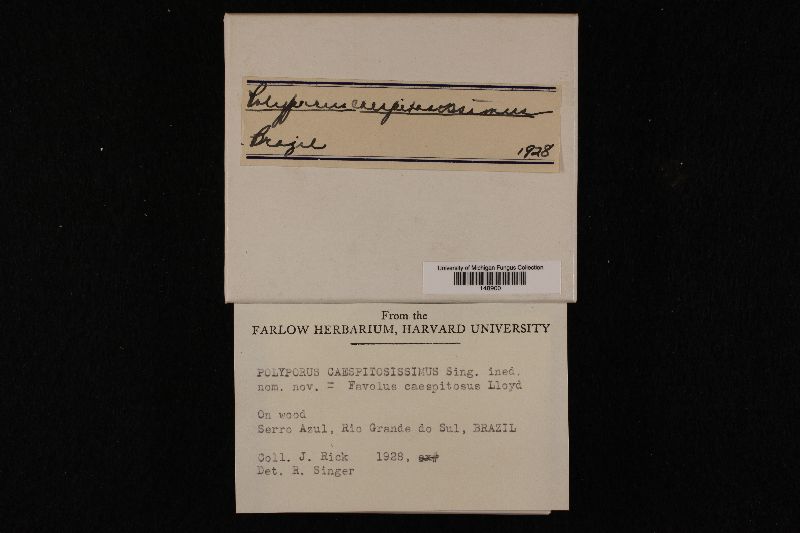 Polyporus caespitosissimus
Brazil
1928
University of Michigan Fungus Collection
148900
From the
FARLOW HERBARIUM, HARVARD UNIVERSITY
POLYPORUS CAESPITOSISSIMUS Sing. ined.
nom. nov. = Favolus caespitosus Lloyd
On wood
Serro Azul, Rio Grande do Sul, BRAZIL
Coll. J. Rick 1928,
Det. R. Singer